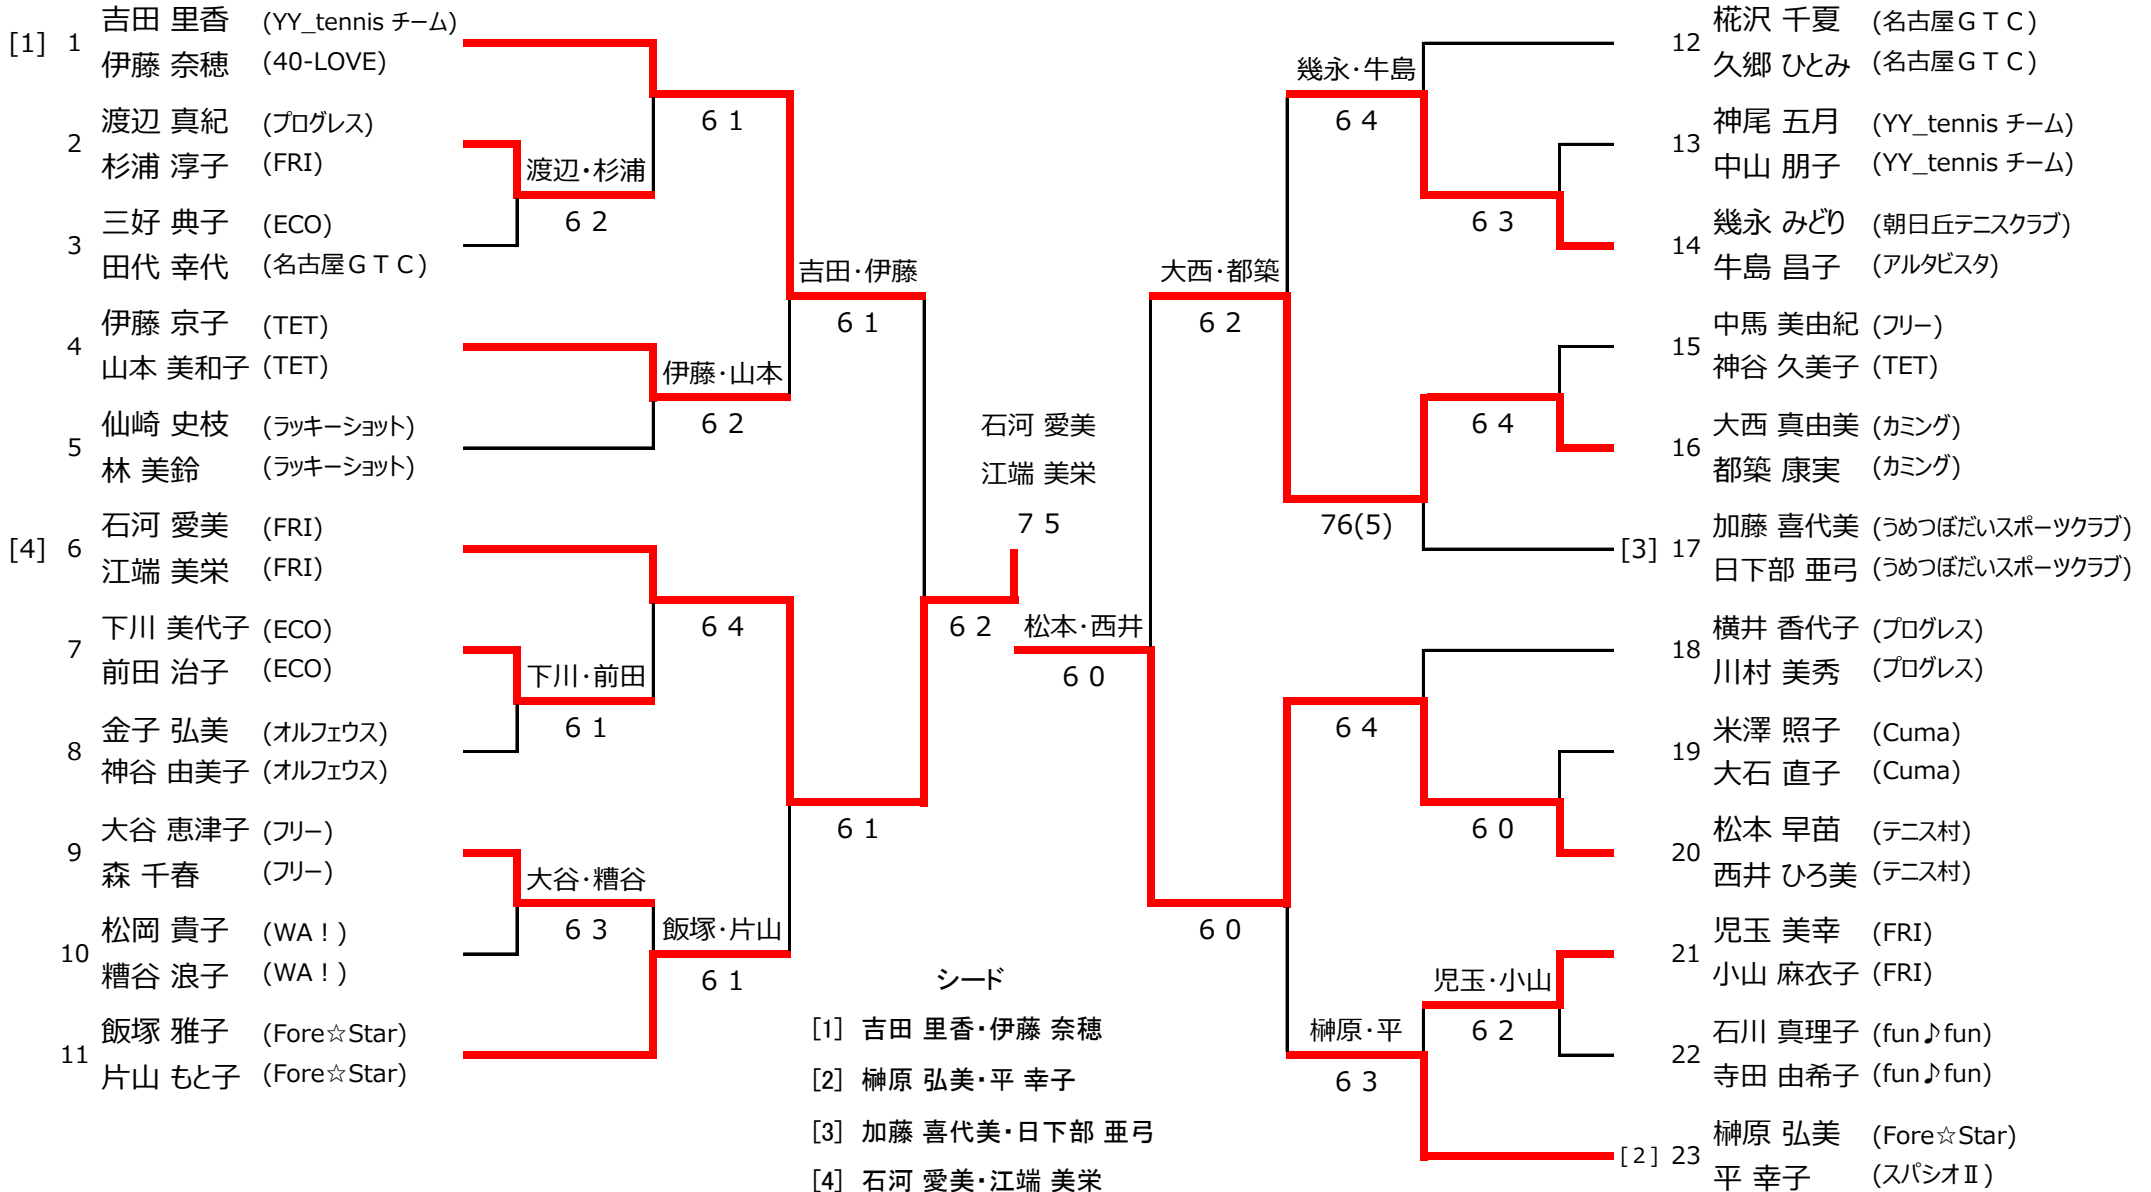 [1] 1 吉田 里香 (YY_tennis チーム)
伊藤 奈穂 (40-LOVE)
2 渡辺 真紀 (プログレス)
杉浦 淳子 (FRI)
3 三好 典子 (ECO)
田代 幸代 (名古屋ＧＴＣ)
4 伊藤 京子 (TET)
山本 美和子 (TET)
5 仙崎 史枝 (ラッキーショット)
林 美鈴 (ラッキーショット)
[4] 6 石河 愛美 (FRI)
江端 美栄 (FRI)
7 下川 美代子 (ECO)
前田 治子 (ECO)
8 金子 弘美 (オルフェウス)
神谷 由美子 (オルフェウス)
9 大谷 恵津子 (フリー)
森 千春 (フリー)
10 松岡 貴子 (WA！)
糟谷 浪子 (WA！)
11 飯塚 雅子 (Fore☆Star)
片山 もと子 (Fore☆Star)
渡辺・杉浦
6 2
下川・前田
6 1
大谷・糟谷
6 3
6 1
伊藤・山本
6 2
6 4
飯塚・片山
6 1
吉田・伊藤
6 1
6 1
6 2
石河 愛美
江端 美栄
7 5
松本・西井
6 0
大西・都築
6 2
6 0
幾永・牛島
6 4
76(5)
6 4
榊原・平
6 3
6 3
6 4
6 0
児玉・小山
6 2
12 椛沢 千夏 (名古屋ＧＴＣ)
久郷 ひとみ (名古屋ＧＴＣ)
13 神尾 五月 (YY_tennis チーム)
中山 朋子 (YY_tennis チーム)
14 幾永 みどり (朝日丘テニスクラブ)
牛島 昌子 (アルタビスタ)
15 中馬 美由紀 (フリー)
神谷 久美子 (TET)
16 大西 真由美 (カミング)
都築 康実 (カミング)
[3] 17 加藤 喜代美 (うめつぼだいスポーツクラブ)
日下部 亜弓 (うめつぼだいスポーツクラブ)
18 横井 香代子 (プログレス)
川村 美秀 (プログレス)
19 米澤 照子 (Cuma)
大石 直子 (Cuma)
20 松本 早苗 (テニス村)
西井 ひろ美 (テニス村)
21 児玉 美幸 (FRI)
小山 麻衣子 (FRI)
22 石川 真理子 (fun♪fun)
寺田 由希子 (fun♪fun)
[2] 23 榊原 弘美 (Fore☆Star)
平 幸子 (スパシオⅡ)
シード
[1] 吉田 里香・伊藤 奈穂
[2] 榊原 弘美・平 幸子
[3] 加藤 喜代美・日下部 亜弓
[4] 石河 愛美・江端 美栄